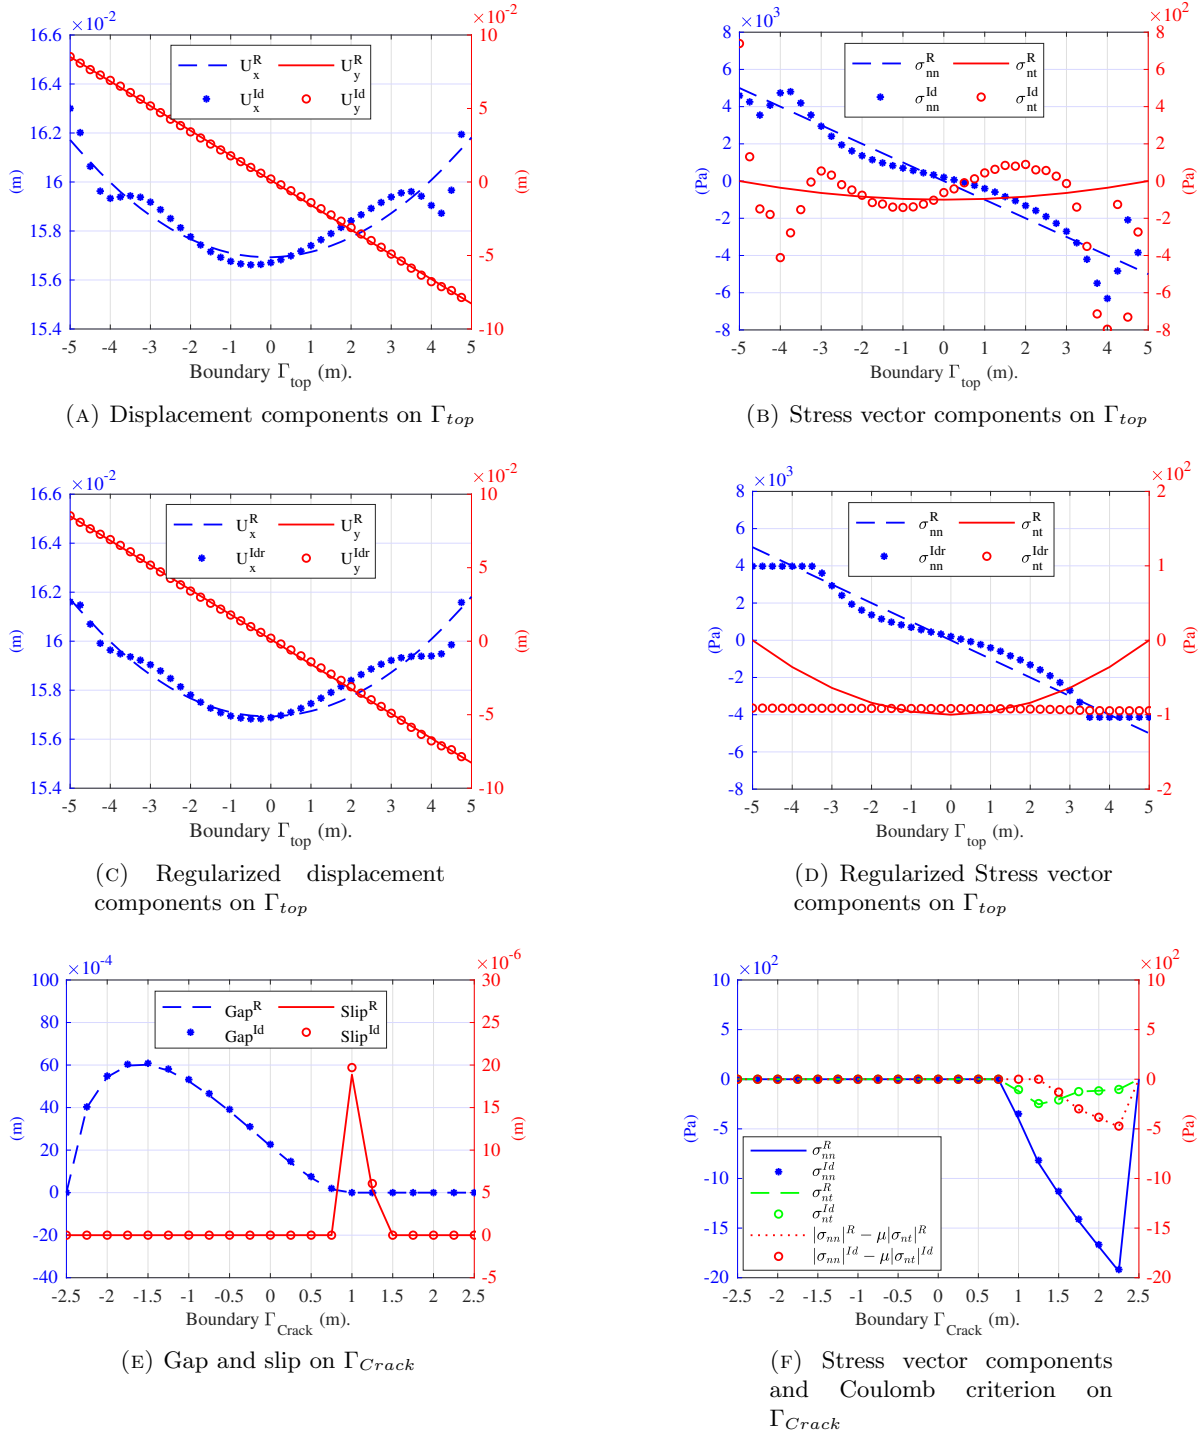 ×10⁻²
×10⁻²
16.6
16.4
16.2
16
15.8
15.6
15.4
10
5
0
-5
-10
(m)
(m)
U_x^R
U_y^R
U_x^Id
U_y^Id
-5 -4 -3 -2 -1 0 1 2 3 4 5
Boundary Γ_top (m).
(A) Displacement components on Γ_top
×10³
×10²
8
6
4
2
0
-2
-4
-6
-8
8
6
4
2
0
-2
-4
-6
-8
(Pa)
(Pa)
σ_nn^R
σ_nt^R
σ_nn^Id
σ_nt^Id
-5 -4 -3 -2 -1 0 1 2 3 4 5
Boundary Γ_top (m).
(B) Stress vector components on Γ_top
×10⁻²
×10⁻²
16.6
16.4
16.2
16
15.8
15.6
15.4
10
5
0
-5
-10
(m)
(m)
U_x^R
U_y^R
U_x^Idr
U_y^Idr
-5 -4 -3 -2 -1 0 1 2 3 4 5
Boundary Γ_top (m).
(C) Regularized displacement
components on Γ_top
×10³
×10²
8
6
4
2
0
-2
-4
-6
-8
2
1
0
-1
-2
(Pa)
(Pa)
σ_nn^R
σ_nt^R
σ_nn^Idr
σ_nt^Idr
-5 -4 -3 -2 -1 0 1 2 3 4 5
Boundary Γ_top (m).
(D) Regularized Stress vector
components on Γ_top
×10⁻⁴
×10⁻⁶
100
80
60
40
20
0
-20
-40
30
25
20
15
10
5
0
-5
(m)
(m)
Gap^R
Slip^R
Gap^Id
Slip^Id
-2.5 -2 -1.5 -1 -0.5 0 0.5 1 1.5 2 2.5
Boundary Γ_Crack (m).
(E) Gap and slip on Γ_Crack
×10²
×10²
10
5
0
-5
-10
-15
-20
10
5
0
-5
-10
-15
-20
(Pa)
(Pa)
σ_nn^R
σ_nn^Id
σ_nt^R
σ_nt^Id
|σ_nn|^R − μ|σ_nt|^R
|σ_nn|^Id − μ|σ_nt|^Id
-2.5 -2 -1.5 -1 -0.5 0 0.5 1 1.5 2 2.5
Boundary Γ_Crack (m).
(F) Stress vector components
and Coulomb criterion on
Γ_Crack